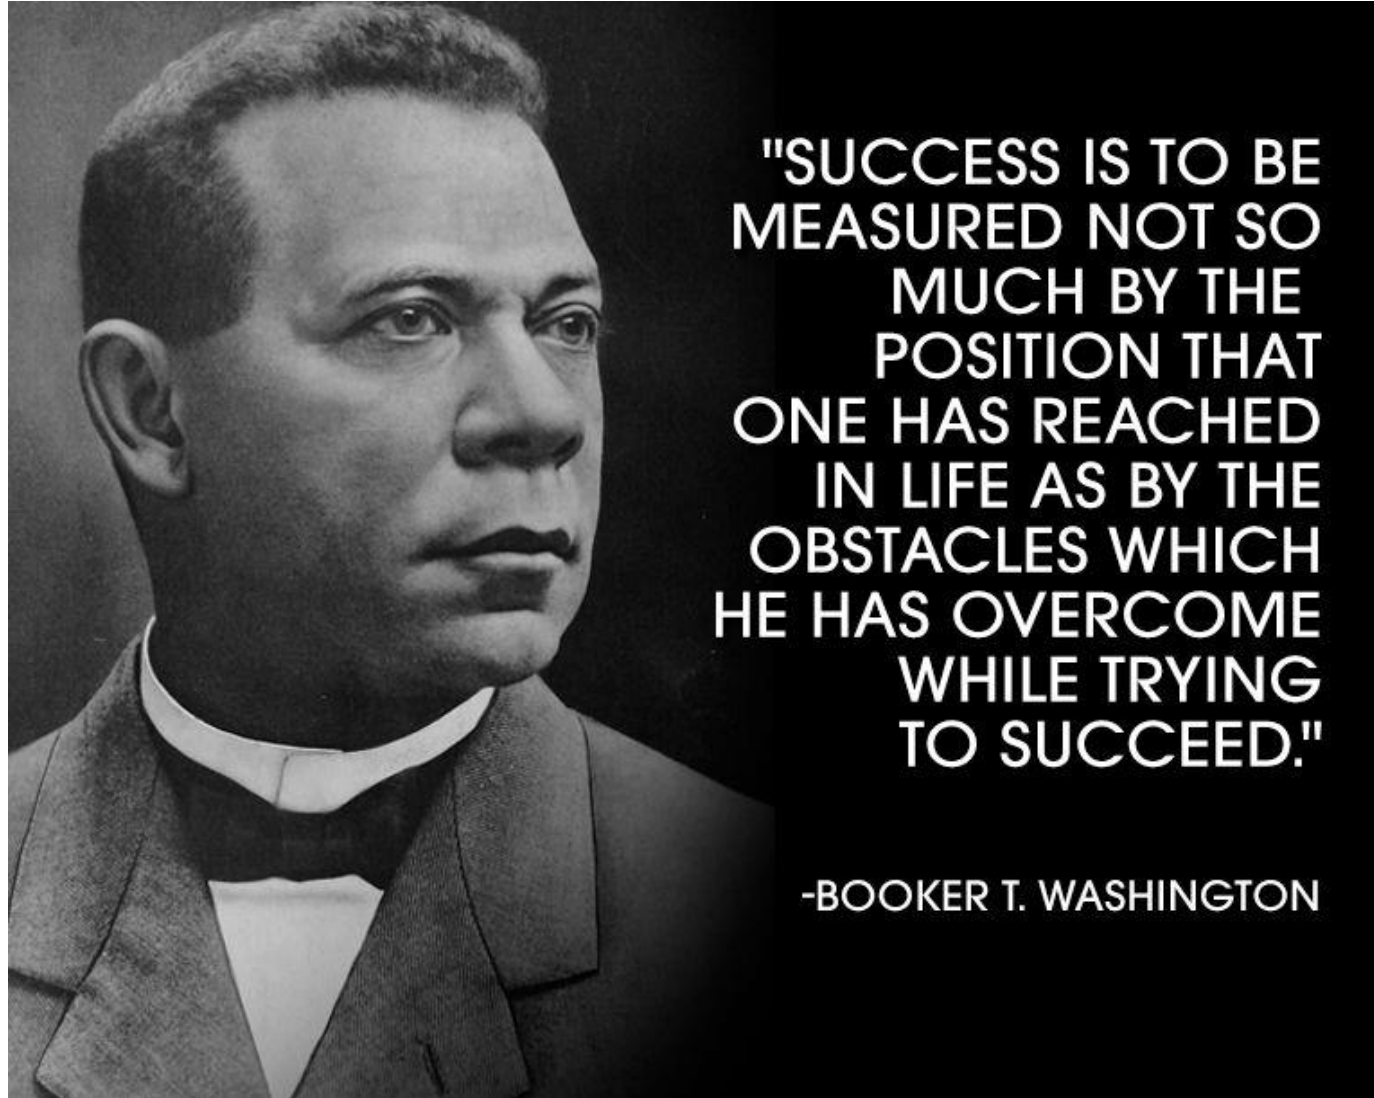 "SUCCESS IS TO BE
MEASURED NOT SO
MUCH BY THE
POSITION THAT
ONE HAS REACHED
IN LIFE AS BY THE
OBSTACLES WHICH
HE HAS OVERCOME
WHILE TRYING
TO SUCCEED."
-BOOKER T. WASHINGTON